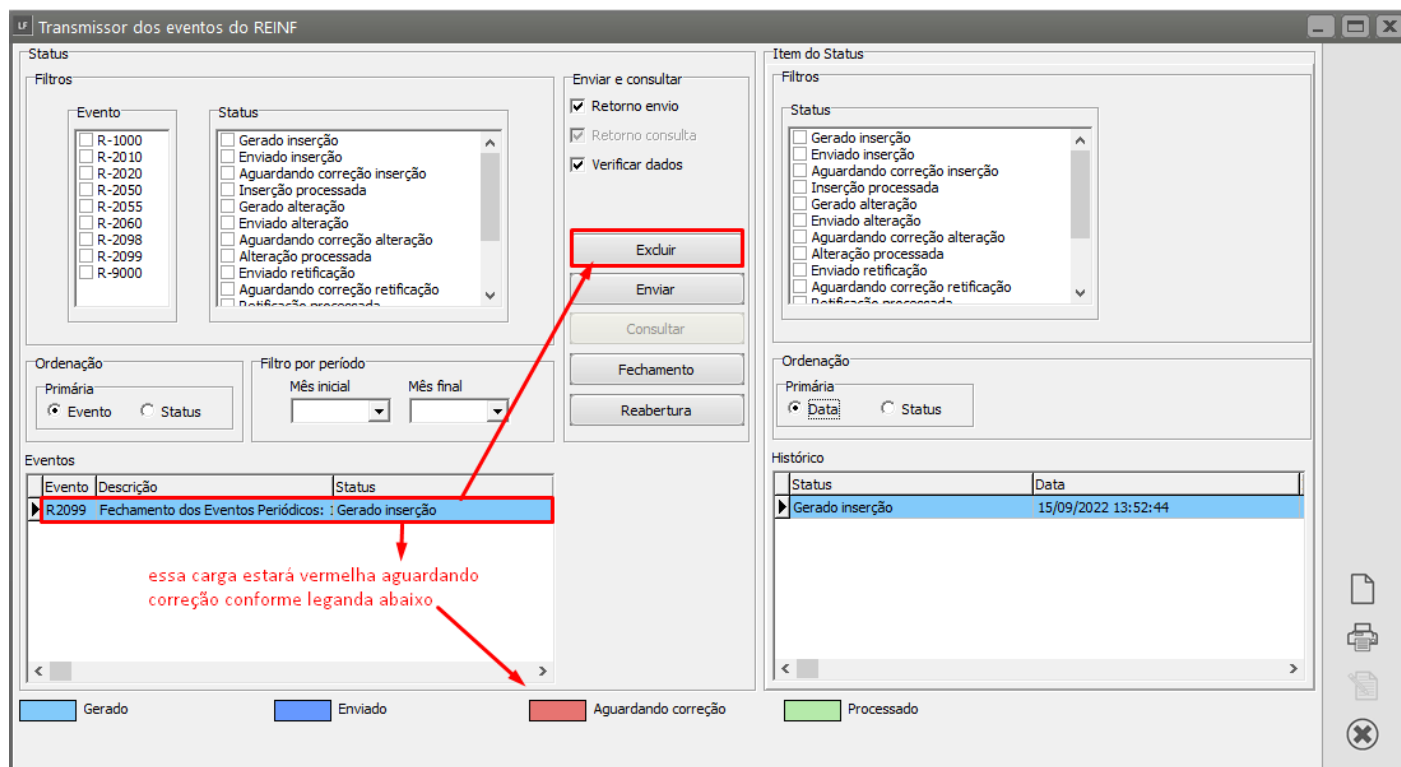 LF Transmissor dos eventos do REINF
Status
Filtros
Evento
R-1000
R-2010
R-2020
R-2050
R-2055
R-2060
R-2098
R-2099
R-9000
Status
Gerado inserção
Enviado inserção
Aguardando correção inserção
Inserção processada
Gerado alteração
Enviado alteração
Aguardando correção alteração
Alteração processada
Enviado retificação
Aguardando correção retificação
Retificação processada
Ordenação
Primária
Evento Status
Filtro por período
Mês inicial Mês final
Enviar e consultar
Retorno envio
Retorno consulta
Verificar dados
Excluir
Enviar
Consultar
Fechamento
Reabertura
Eventos
Evento Descrição Status
R2099 Fechamento dos Eventos Periódicos: Gerado inserção
essa carga estará vermelha aguardando
correção conforme leganda abaixo
Item do Status
Filtros
Status
Gerado inserção
Enviado inserção
Aguardando correção inserção
Inserção processada
Gerado alteração
Enviado alteração
Aguardando correção alteração
Alteração processada
Enviado retificação
Aguardando correção retificação
Retificação processada
Ordenação
Primária
Data Status
Histórico
Status Data
Gerado inserção 15/09/2022 13:52:44
Gerado Enviado Aguardando correção Processado